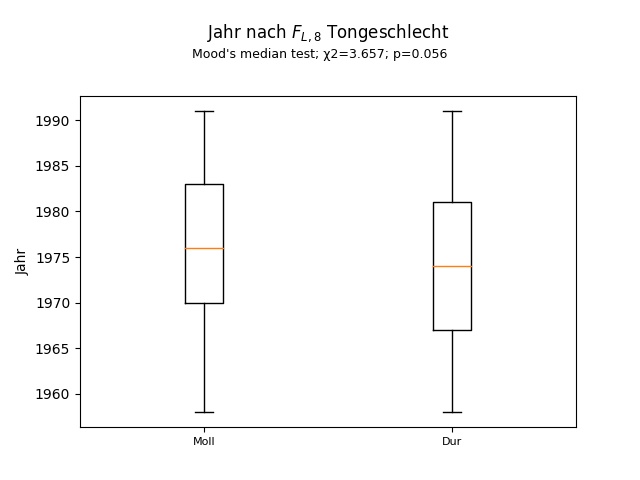 Jahr nach F_{L,8} Tongeschlecht
Mood's median test; χ2=3.657; p=0.056
1990
1985
1980
1975
1970
1965
1960
Jahr
Moll Dur